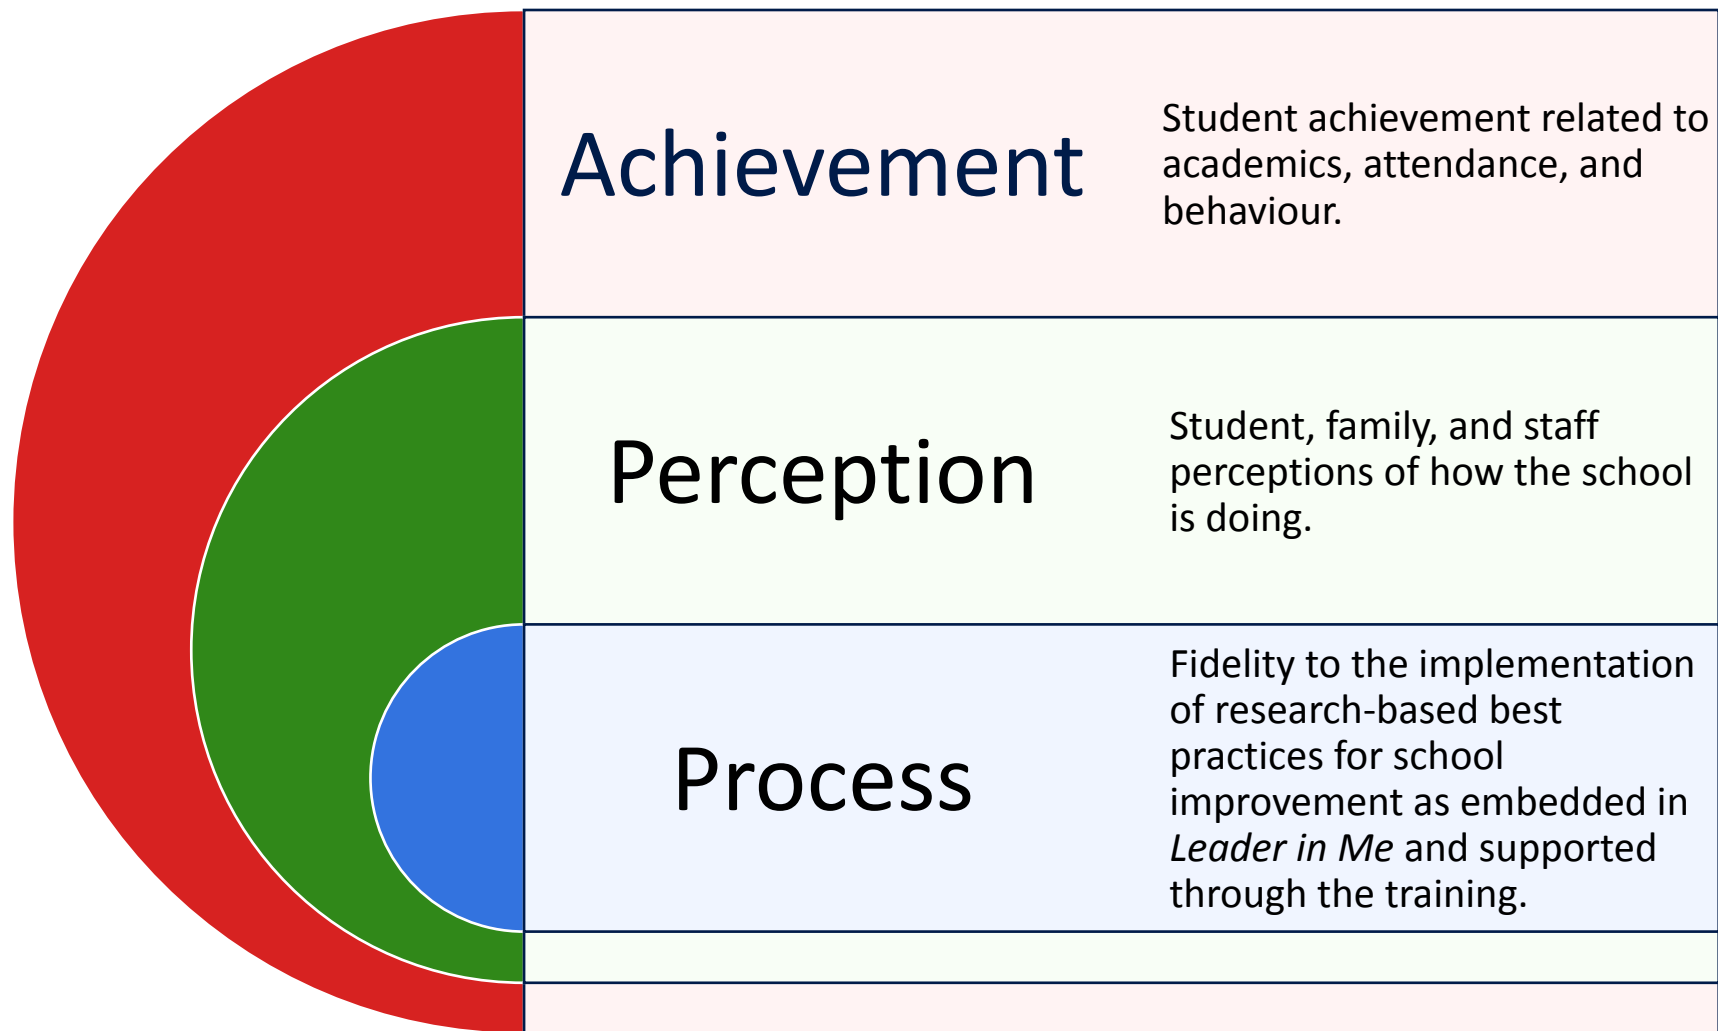 Achievement
Student achievement related to
academics, attendance, and
behaviour.
Perception
Student, family, and staff
perceptions of how the school
is doing.
Process
Fidelity to the implementation
of research-based best
practices for school
improvement as embedded in
Leader in Me and supported
through the training.